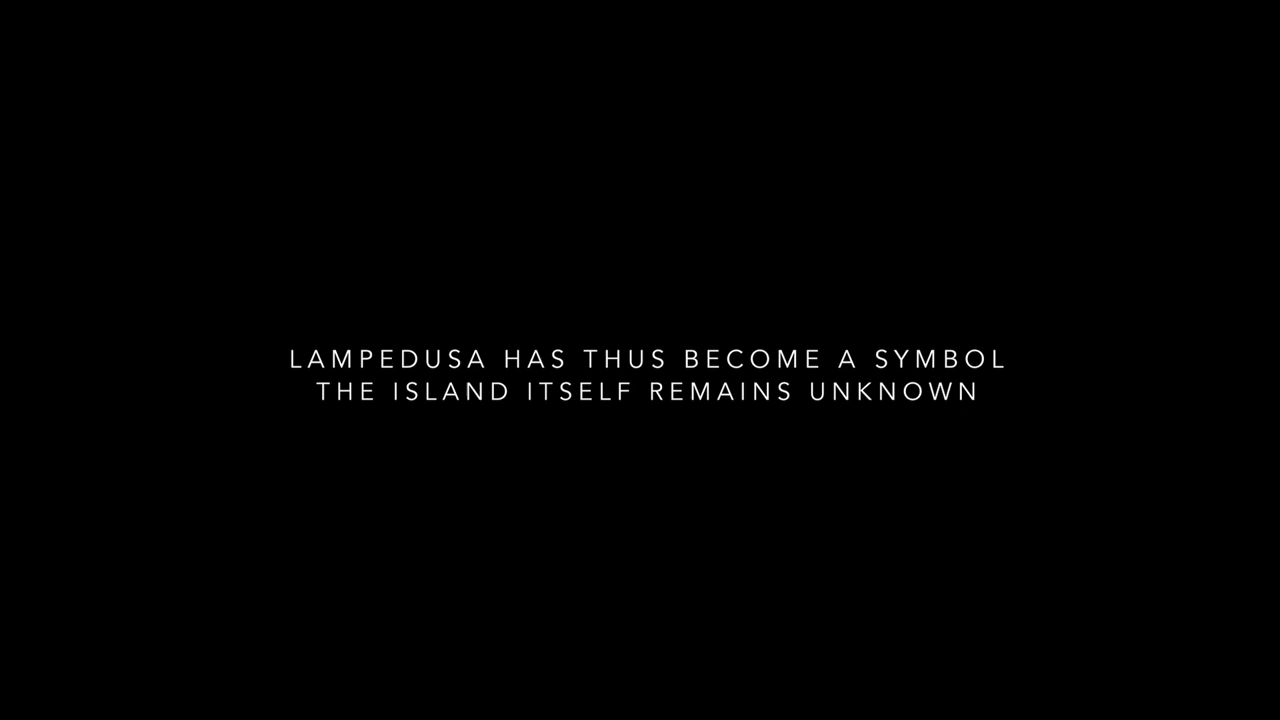 LAMPEDUSA HAS THUS BECOME A SYMBOL
THE ISLAND ITSELF REMAINS UNKNOWN